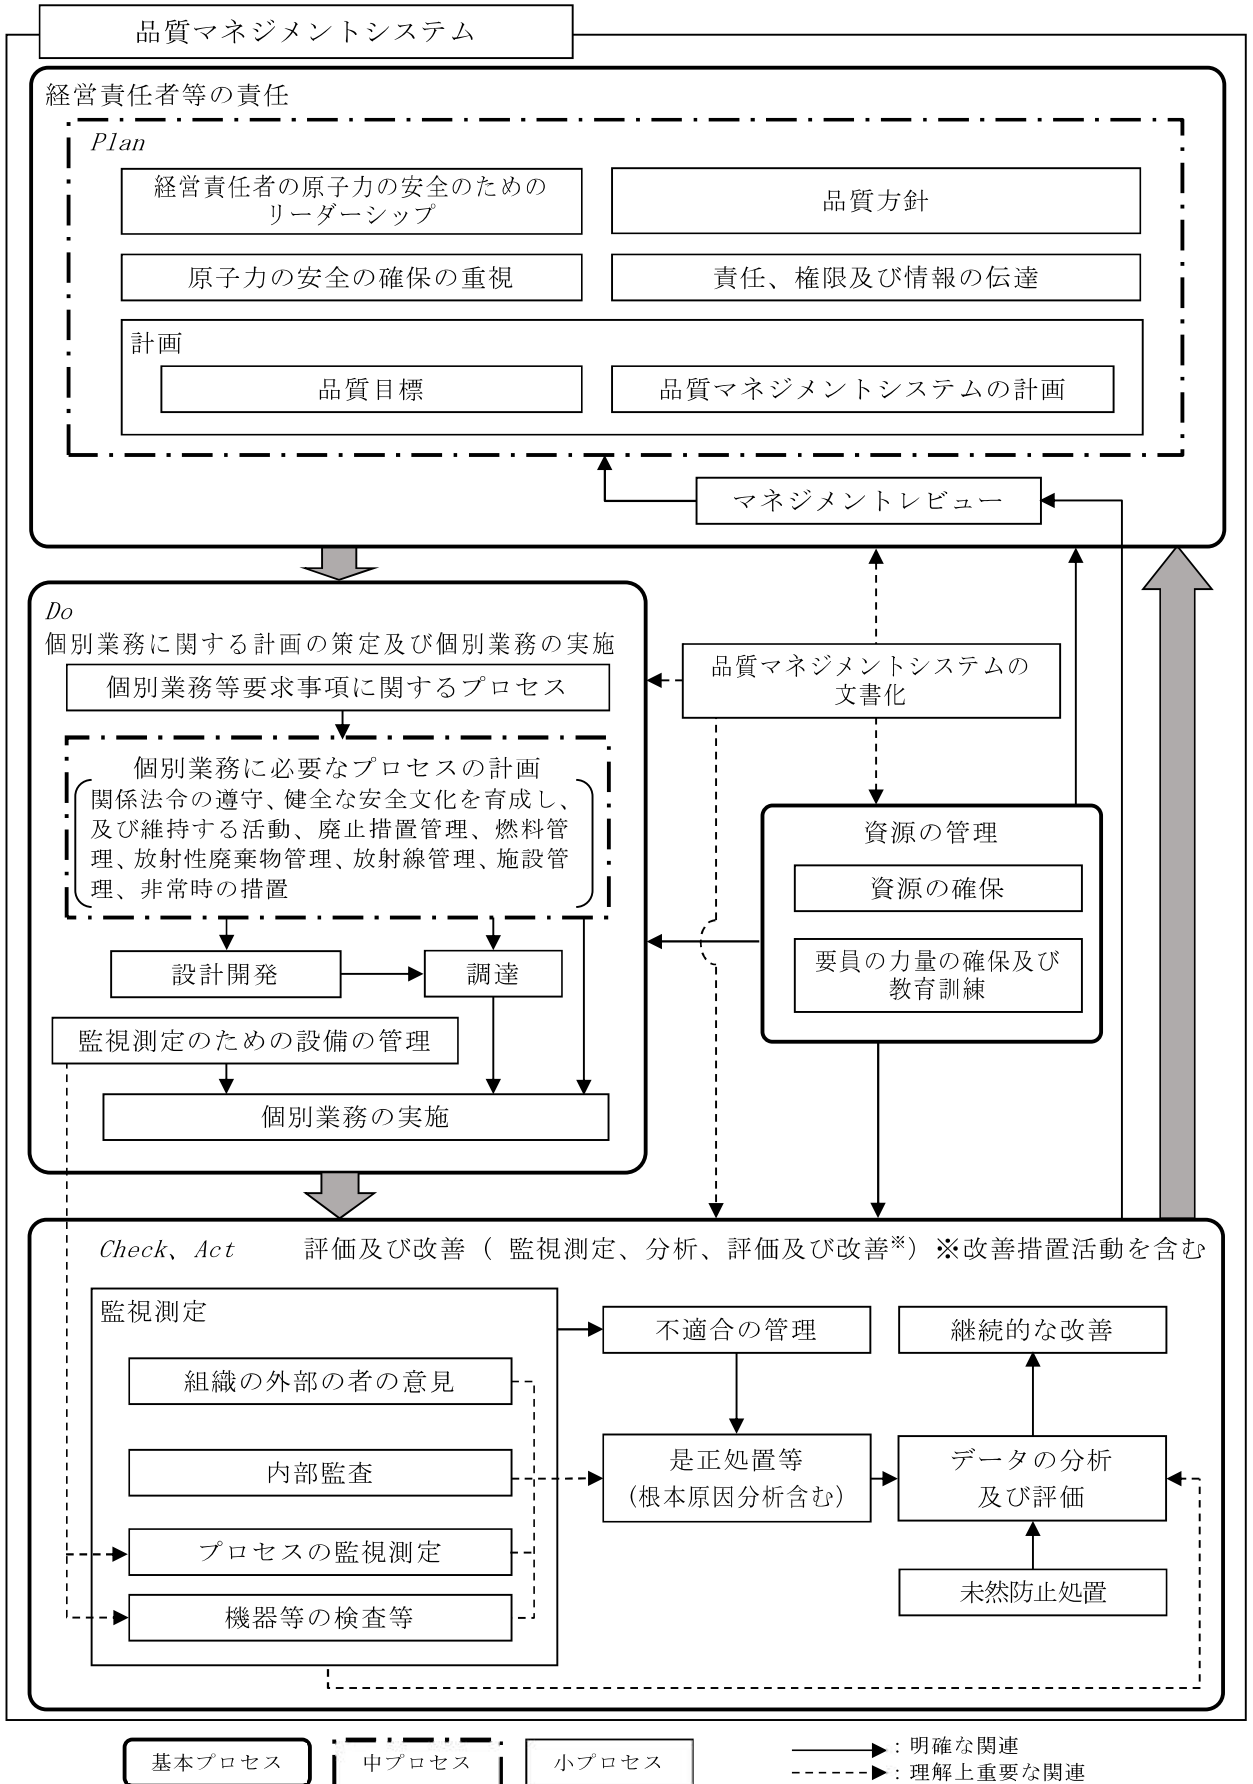 品質マネジメントシステム
経営責任者等の責任
Plan
経営責任者の原子力の安全のための
リーダーシップ
品質方針
原子力の安全の確保の重視
責任、権限及び情報の伝達
計画
品質目標
品質マネジメントシステムの計画
マネジメントレビュー
Do
個別業務に関する計画の策定及び個別業務の実施
個別業務等要求事項に関するプロセス
個別業務に必要なプロセスの計画
関係法令の遵守、健全な安全文化を育成し、
及び維持する活動、廃止措置管理、燃料管
理、放射性廃棄物管理、放射線管理、施設管
理、非常時の措置
設計開発
調達
監視測定のための設備の管理
個別業務の実施
品質マネジメントシステムの
文書化
資源の管理
資源の確保
要員の力量の確保及び
教育訓練
Check、Act 評価及び改善（ 監視測定、分析、評価及び改善※）※改善措置活動を含む
監視測定
組織の外部の者の意見
内部監査
プロセスの監視測定
機器等の検査等
不適合の管理
是正処置等
(根本原因分析含む)
継続的な改善
データの分析
及び評価
未然防止処置
基本プロセス
中プロセス
小プロセス
：明確な関連
：理解上重要な関連